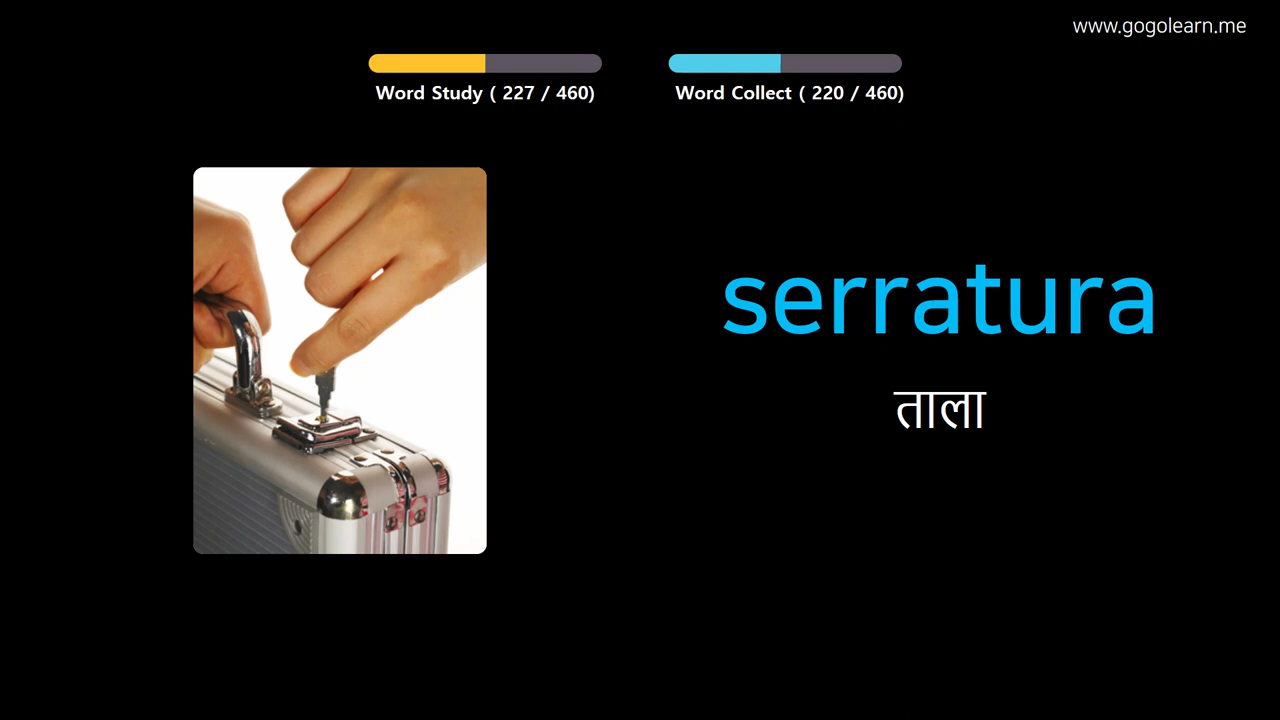 www.gogolearn.me
Word Study ( 227 / 460)
Word Collect ( 220 / 460)
serratura
ताला